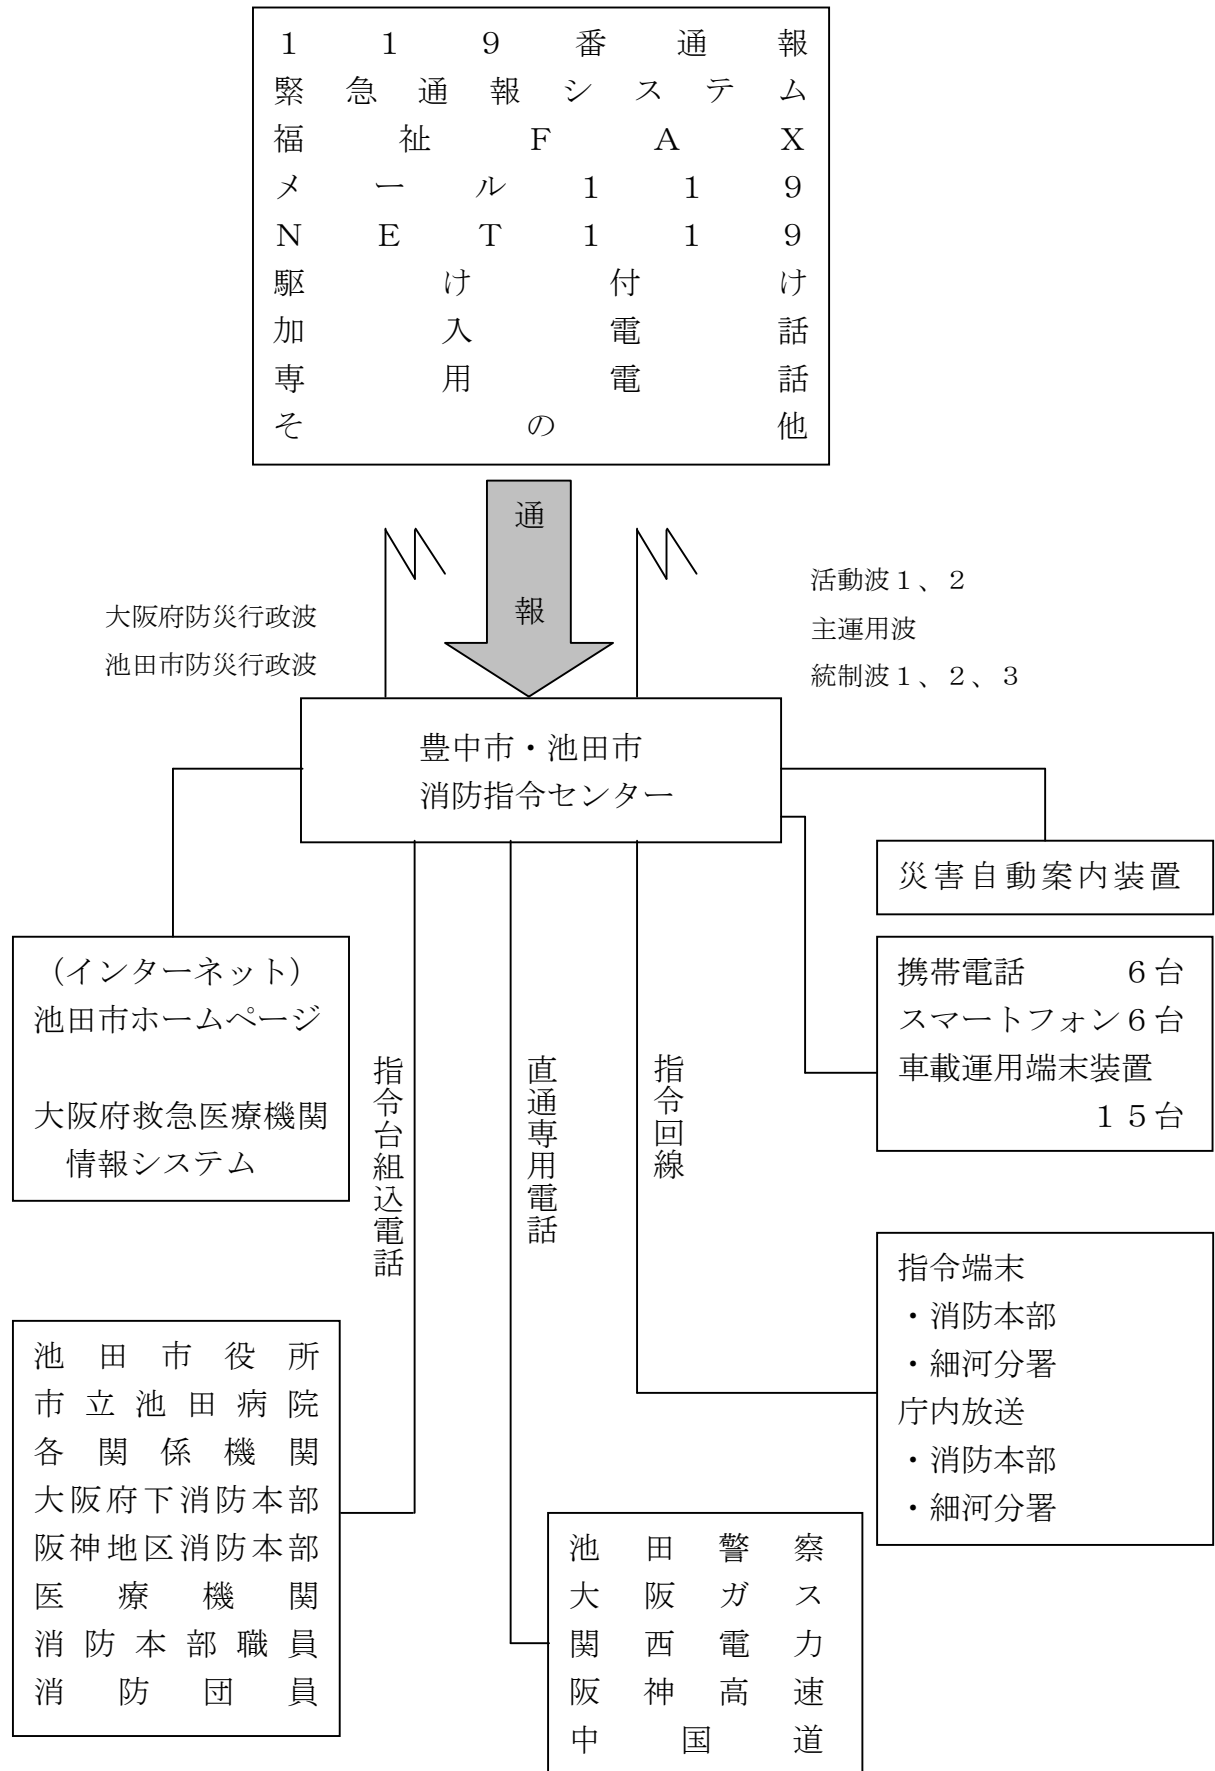 119番通報
緊急通報システム
福祉FAX
メール119
NET119
駆け付け
加入電話
専用電話
その他
通報
大阪府防災行政波
池田市防災行政波
活動波1、2
主運用波
統制波1、2、3
豊中市・池田市
消防指令センター
災害自動案内装置
(インターネット)
池田市ホームページ
大阪府救急医療機関
情報システム
携帯電話 6台
スマートフォン6台
車載運用端末装置
15台
指令台組込電話
直通専用電話
指令回線
指令端末
・消防本部
・細河分署
庁内放送
・消防本部
・細河分署
池田市役所
市立池田病院
各関係機関
大阪府下消防本部
阪神地区消防本部
医療機関
消防本部職員
消防団員
池田警察
大阪ガス
関西電力
阪神高速
中国道